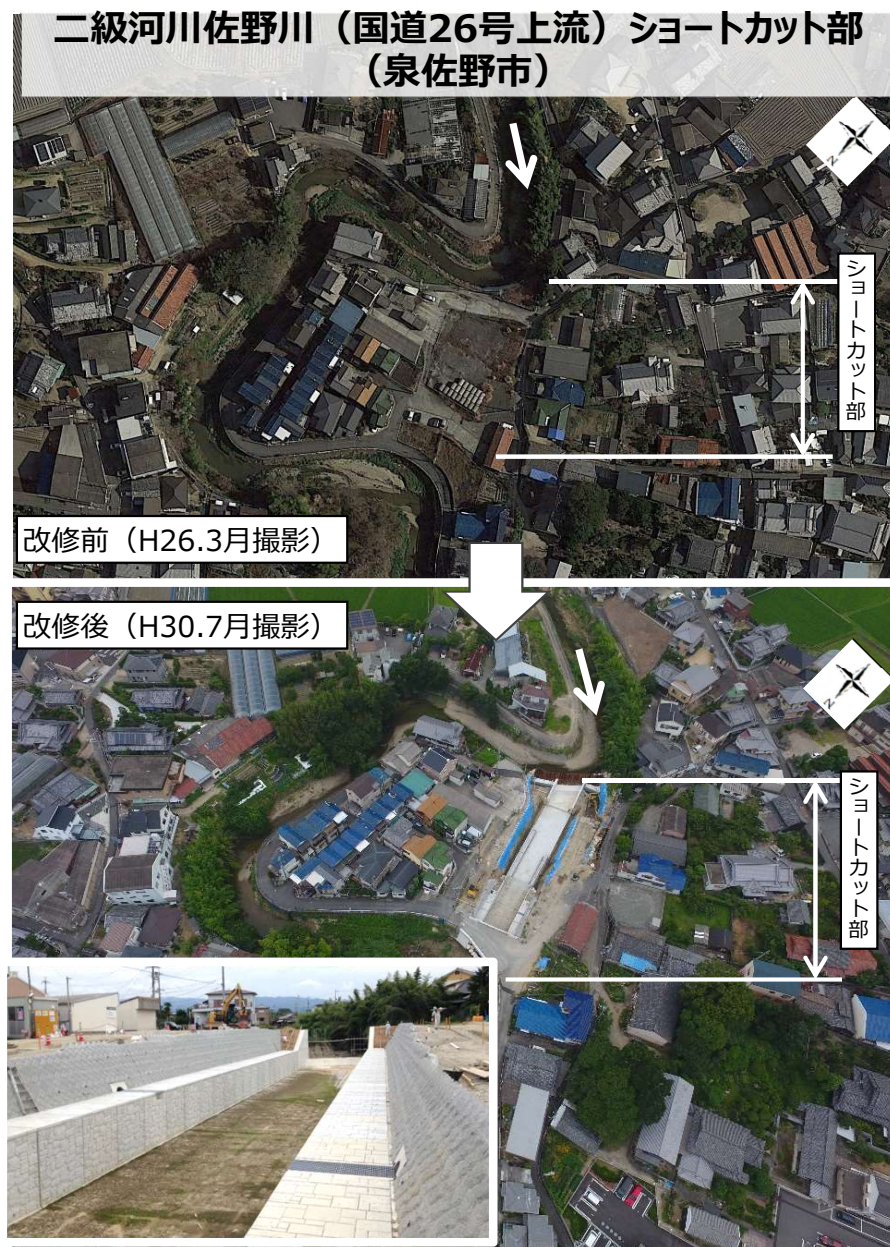 二級河川佐野川（国道26号上流）ショートカット部
（泉佐野市）
N
ショートカット部
改修前（H26.3月撮影）
改修後（H30.7月撮影）
N
ショートカット部